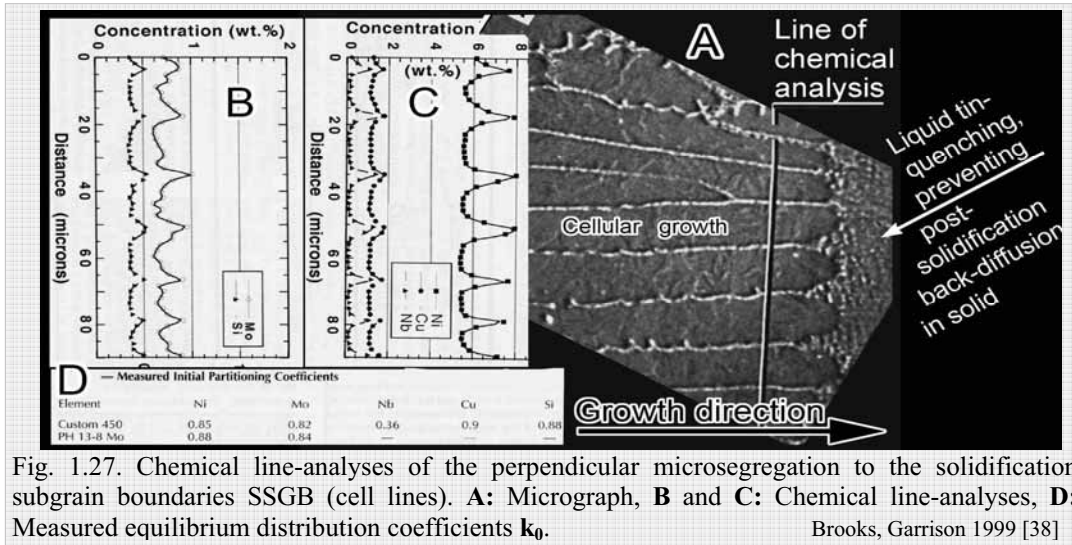 Concentration (wt.%)
0 1 2
B
0
20
40
60
80
Distance (microns)
Mo
Si
Concentration
0 2 4 6 8
(wt.%)
C
0
20
40
60
80
Distance (microns)
Ni
Cu
Nb
A
Line of
chemical
analysis
Liquid tin-
quenching,
preventing
post-
solidification
back-diffusion
in solid
Cellular growth
Growth direction
D
— Measured Initial Partitioning Coefficients
Element Ni Mo Nb Cu Si
Custom 450 0.85 0.82 0.36 0.9 0.88
PH 13-8 Mo 0.88 0.84 — — —
Fig. 1.27. Chemical line-analyses of the perpendicular microsegregation to the solidification
subgrain boundaries SSGB (cell lines). A: Micrograph, B and C: Chemical line-analyses, D:
Measured equilibrium distribution coefficients k₀. Brooks, Garrison 1999 [38]